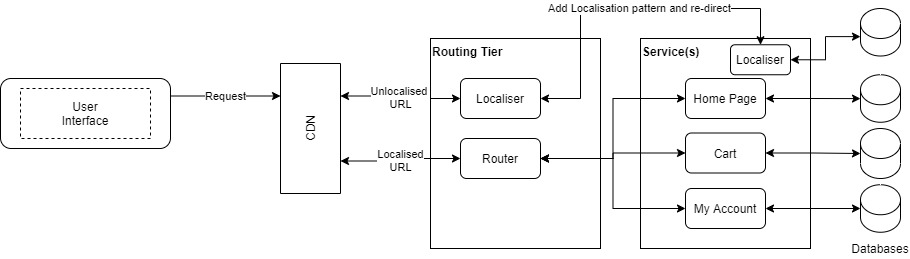 Add Localisation pattern and re-direct
Routing Tier
Service(s)
Localiser
User
Interface
Request
CDN
Unlocalised
URL
Localiser
Home Page
Localised
URL
Router
Cart
My Account
Databases